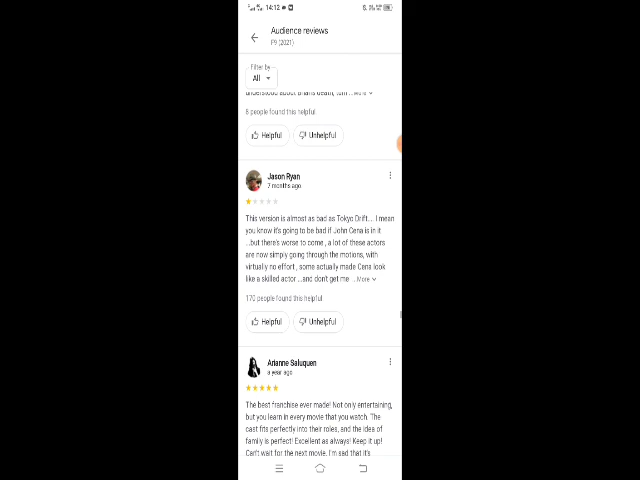 14:12
Audience reviews
F9 (2021)
Filter by
All
understood about phans death, tom ...More
8 people found this helpful
Helpful
Unhelpful
Jason Ryan
7 months ago
This version is almost as bad as Tokyo Drift... I mean
you know it's going to be bad if John Cena is in it
...but there's worse to come , a lot of these actors
are now simply going through the motions, with
virtually no effort , some actually made Cena look
like a skilled actor ...and don't get me... More
170 people found this helpful
Helpful
Unhelpful
Arianne Saluquen
a year ago
The best franchise ever made! Not only entertaining,
but you learn in every movie that you watch. The
cast fits perfectly into their roles, and the idea of
family is perfect! Excellent as always! Keep it up!
Can't wait for the next movie. I'm sad that it's